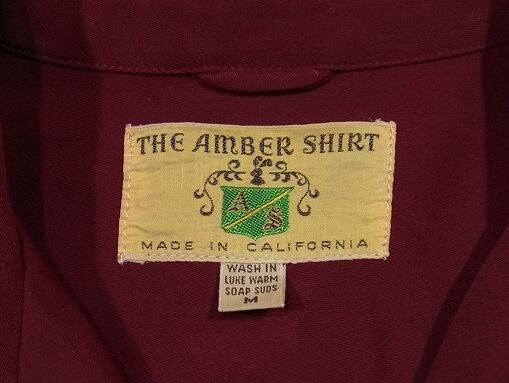 THE AMBER SHIRT
A
S
MADE IN CALIFORNIA
WASH IN
LUKE WARM
SOAP SUDS
M